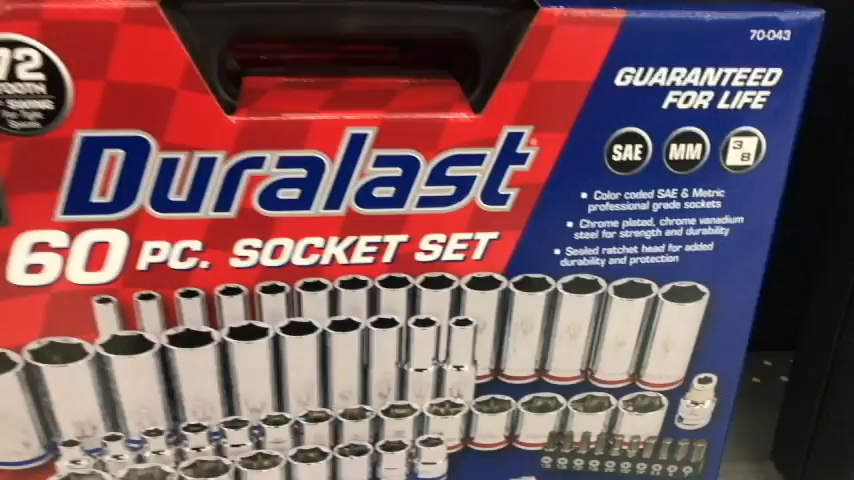 70-043
72
TOOTH
GUARANTEED
FOR LIFE
SAE
MM
3
8
Duralast
60 PC. SOCKET SET
Color coded SAE & Metric
professional grade sockets
Chrome plated, chrome vanadium
steel for strength and durability
Sealed ratchet head for added
durability and protection